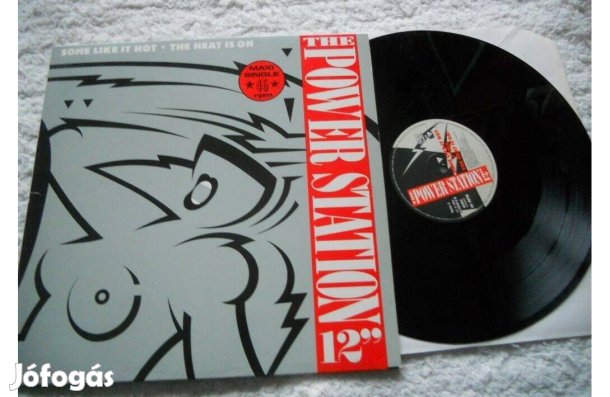 SOME LIKE IT HOT • THE HEAT IS ON
MAXI
SINGLE
★ 45 ★
rpm
THE POWER STATION 12”
THE POWER STATION 12”
Jófogás